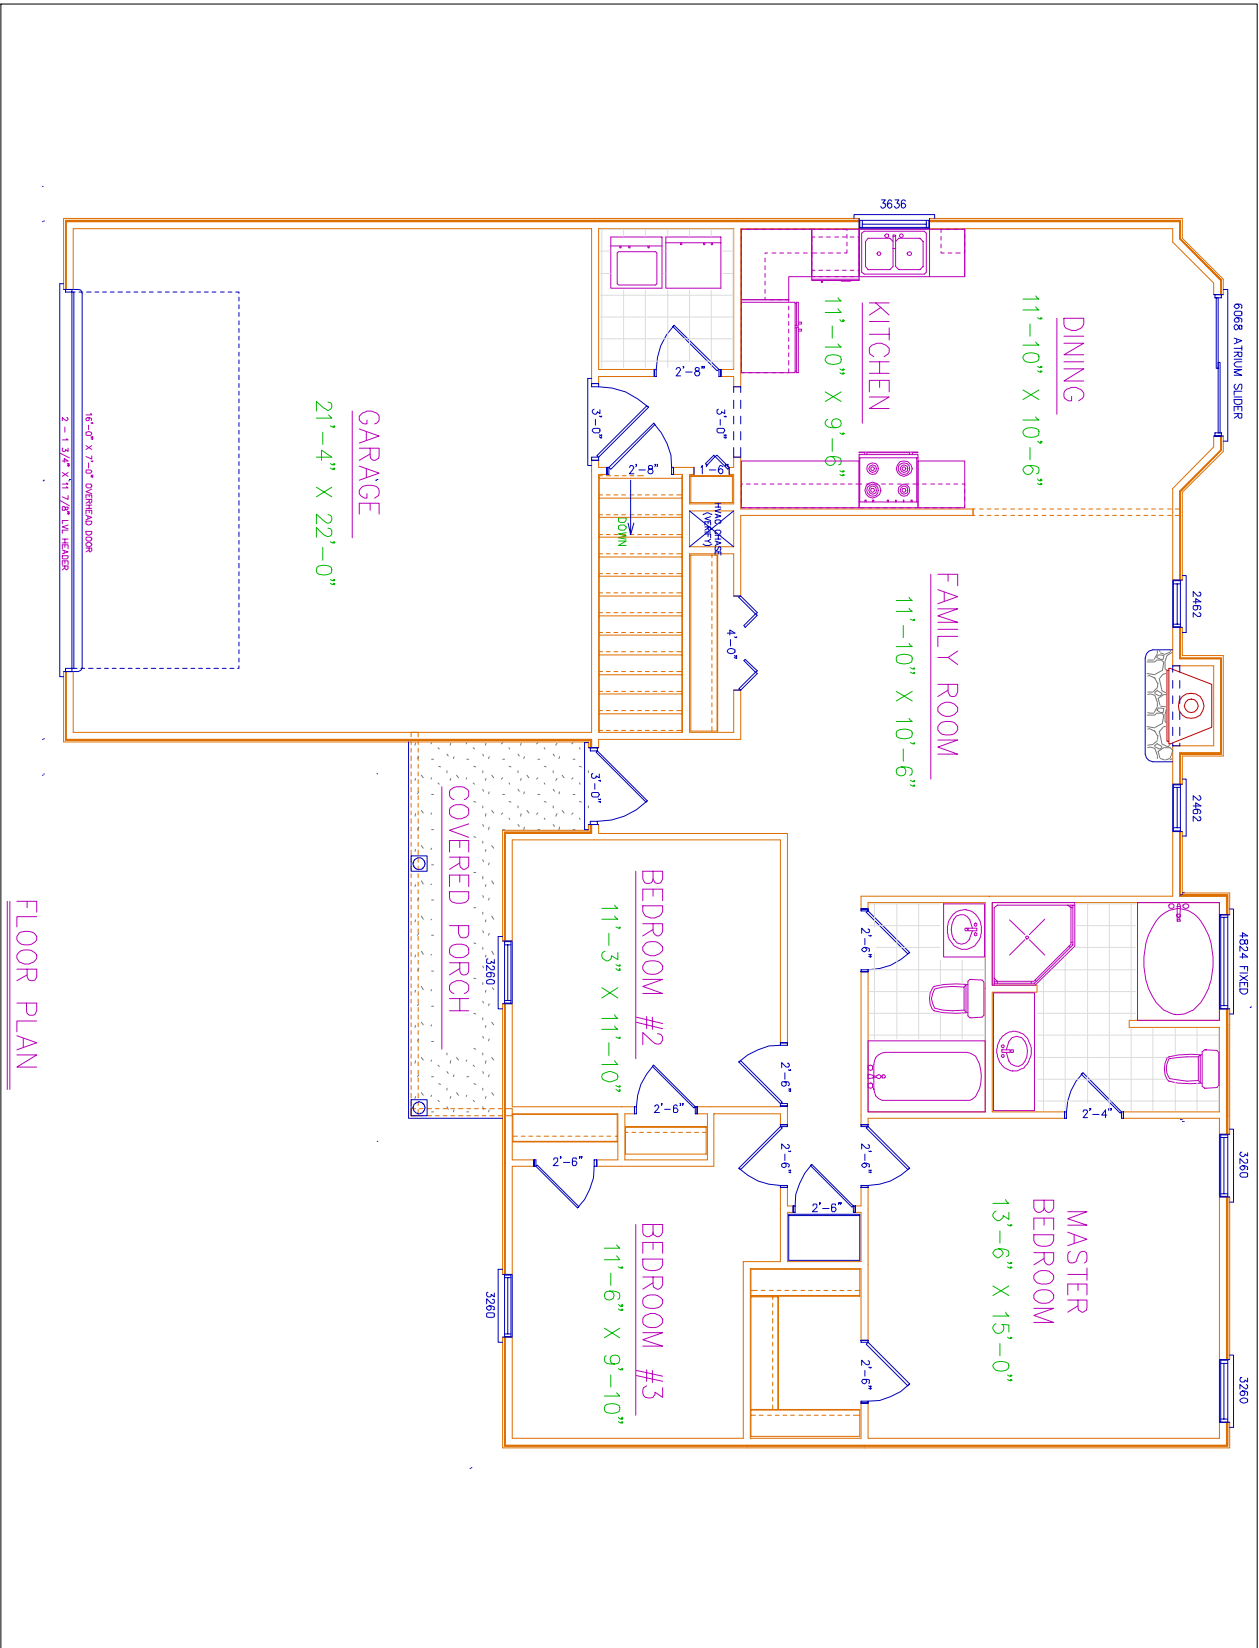 6068 ATRIUM SLIDER
2462
2462
4824 FIXED
3260
3260
DINING
11'-10" X 10'-6"
3636
KITCHEN
11'-10" X 9'-6"
FAMILY ROOM
11'-10" X 10'-6"
MASTER
BEDROOM
13'-6" X 15'-0"
2'-4"
2'-6"
2'-6"
2'-6"
2'-6"
2'-8"
3'-0"
1'-6"
HVAC CHASE
(VERIFY)
4'-0"
2'-6"
2'-6"
3'-0"
2'-8"
DOWN
3'-0"
BEDROOM #2
11'-3" X 11'-10"
2'-6"
2'-6"
BEDROOM #3
11'-6" X 9'-10"
3260
3260
COVERED PORCH
GARAGE
21'-4" X 22'-0"
16'-0" X 7'-0" OVERHEAD DOOR
2 - 1 3/4" X 11 7/8" LVL HEADER
FLOOR PLAN